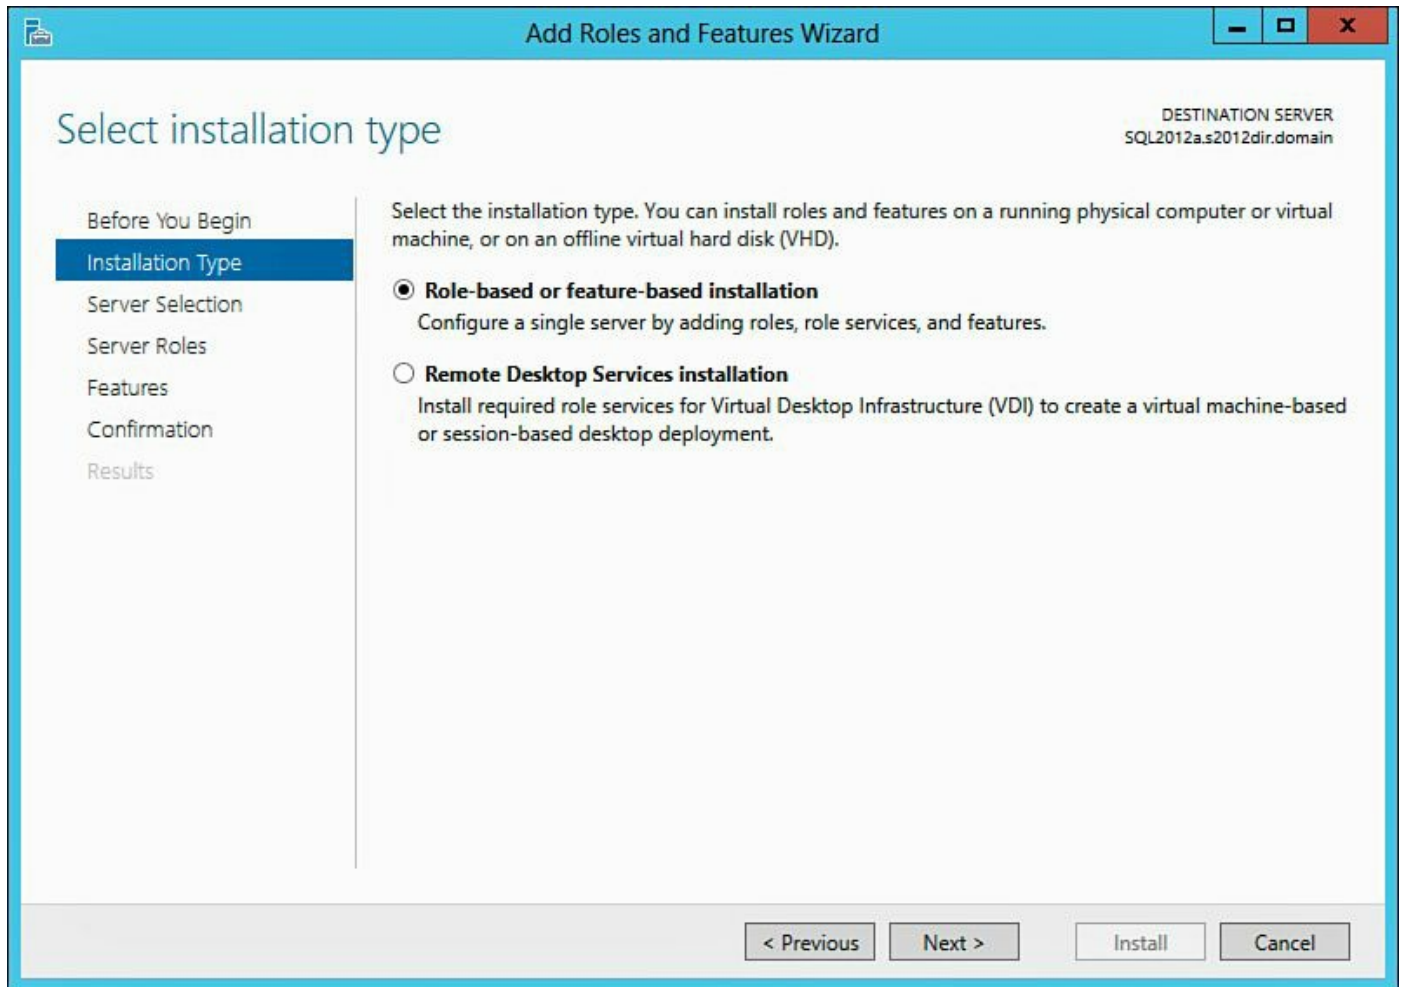 Add Roles and Features Wizard
X
Select installation type
DESTINATION SERVER
SQL2012a.s2012dir.domain
Before You Begin
Installation Type
Server Selection
Server Roles
Features
Confirmation
Results
Select the installation type. You can install roles and features on a running physical computer or virtual
machine, or on an offline virtual hard disk (VHD).
Role-based or feature-based installation
Configure a single server by adding roles, role services, and features.
Remote Desktop Services installation
Install required role services for Virtual Desktop Infrastructure (VDI) to create a virtual machine-based
or session-based desktop deployment.
< Previous
Next >
Install
Cancel